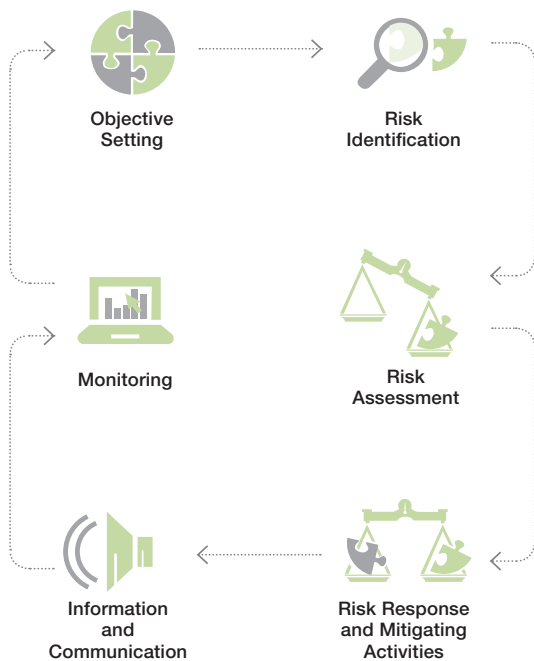 Objective
Setting
Risk
Identification
Monitoring
Risk
Assessment
Information
and
Communication
Risk Response
and Mitigating
Activities